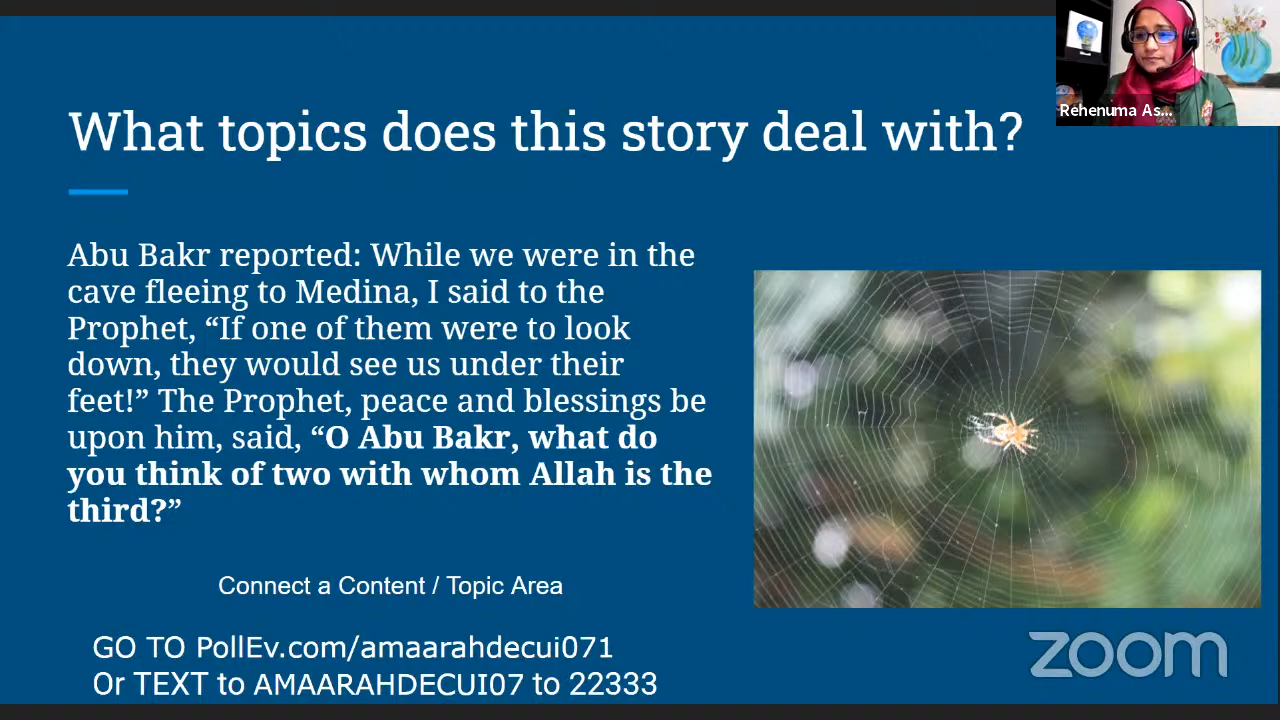 What topics does this story deal with?
Rehenuma As...
Abu Bakr reported: While we were in the
cave fleeing to Medina, I said to the
Prophet, “If one of them were to look
down, they would see us under their
feet!” The Prophet, peace and blessings be
upon him, said, “O Abu Bakr, what do
you think of two with whom Allah is the
third?”
Connect a Content / Topic Area
GO TO PollEv.com/amaarahdecui071
Or TEXT to AMAARAHDECUI07 to 22333
zoom